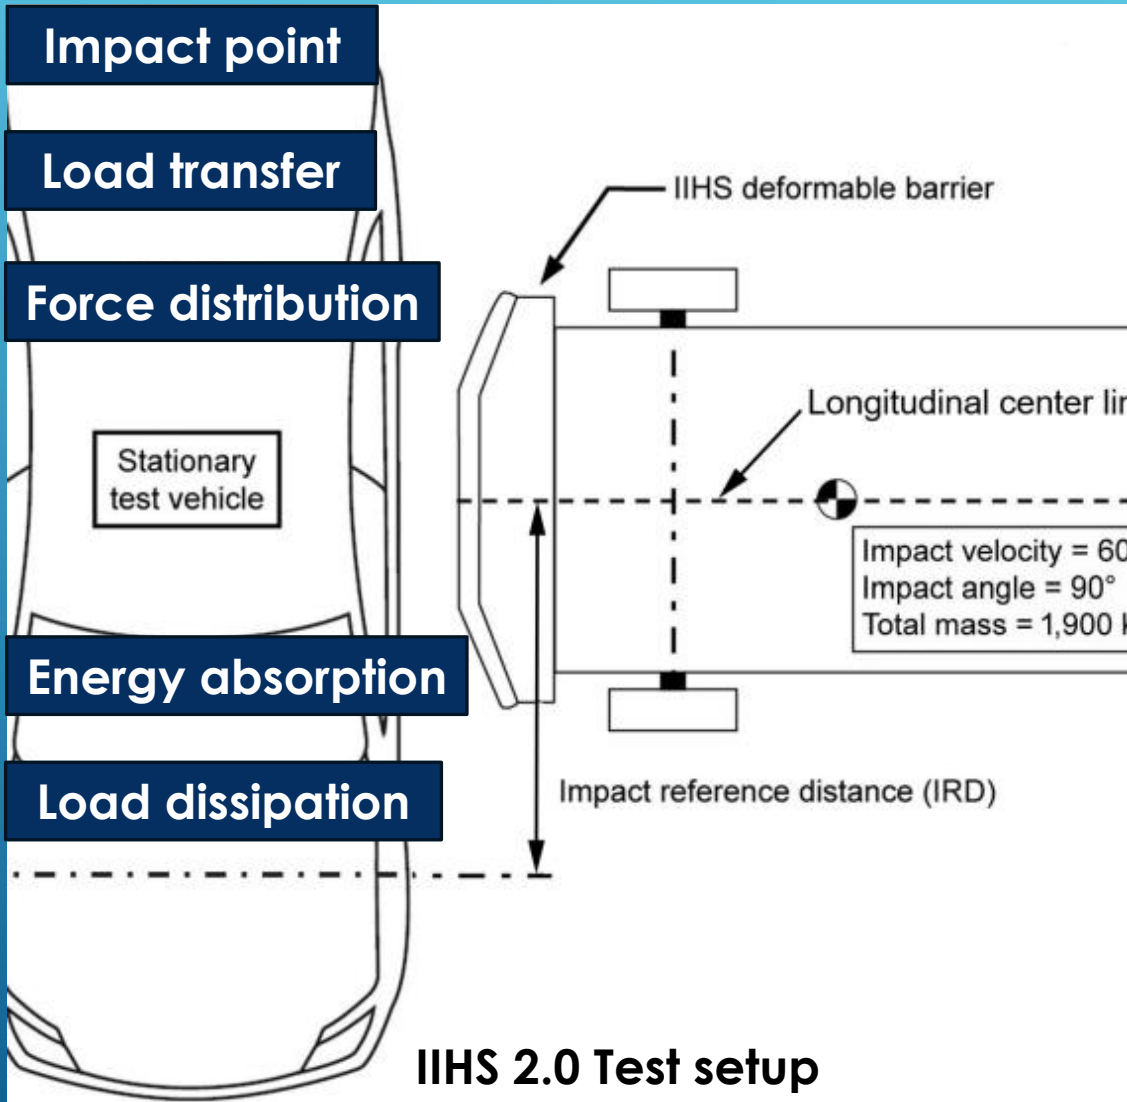 Impact point
Load transfer
IIHS deformable barrier
Force distribution
Longitudinal center lin
Stationary
test vehicle
Impact velocity = 60
Impact angle = 90°
Total mass = 1,900 k
Energy absorption
Load dissipation
Impact reference distance (IRD)
IIHS 2.0 Test setup